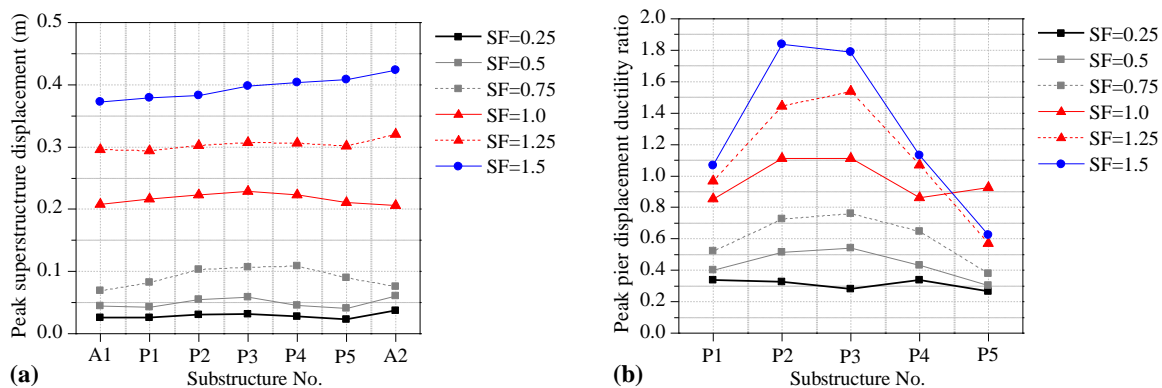 Peak superstructure displacement (m)
0.5
0.4
0.3
0.2
0.1
0.0
A1 P1 P2 P3 P4 P5 A2
Substructure No.
(a)
SF=0.25
SF=0.5
SF=0.75
SF=1.0
SF=1.25
SF=1.5
Peak pier displacement ductility ratio
2.0
1.8
1.6
1.4
1.2
1.0
0.8
0.6
0.4
0.2
0.0
P1 P2 P3 P4 P5
Substructure No.
(b)
SF=0.25
SF=0.5
SF=0.75
SF=1.0
SF=1.25
SF=1.5